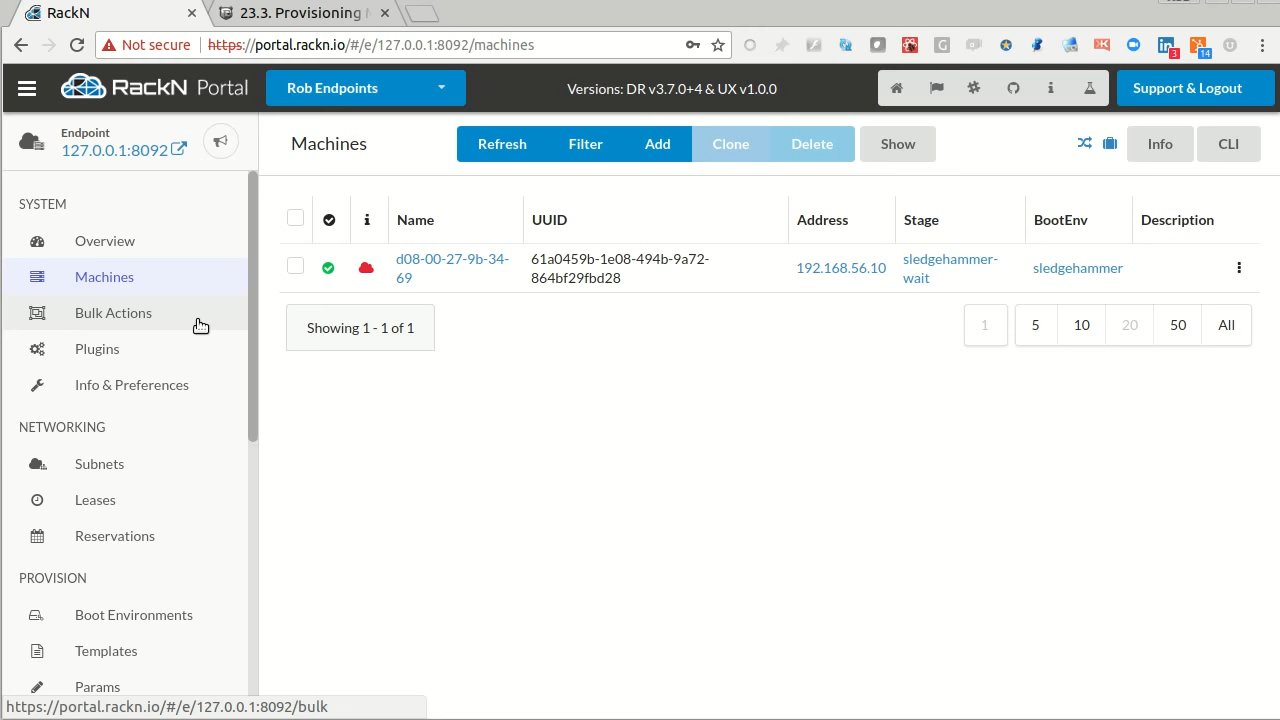 RackN
23.3. Provisioning M
Not secure
https://portal.rackn.io/#/e/127.0.0.1:8092/machines
3
14
RackN Portal
Rob Endpoints
Versions: DR v3.7.0+4 & UX v1.0.0
Support & Logout
Endpoint
127.0.0.1:8092
Machines
Refresh
Filter
Add
Clone
Delete
Show
Info
CLI
SYSTEM
Overview
Machines
Bulk Actions
Plugins
Info & Preferences
NETWORKING
Subnets
Leases
Reservations
PROVISION
Boot Environments
Templates
Params
Name
UUID
Address
Stage
BootEnv
Description
d08-00-27-9b-34-
69
61a0459b-1e08-494b-9a72-
864bf29fbd28
192.168.56.10
sledgehammer-
wait
sledgehammer
Showing 1 - 1 of 1
1
5
10
20
50
All
https://portal.rackn.io/#/e/127.0.0.1:8092/bulk